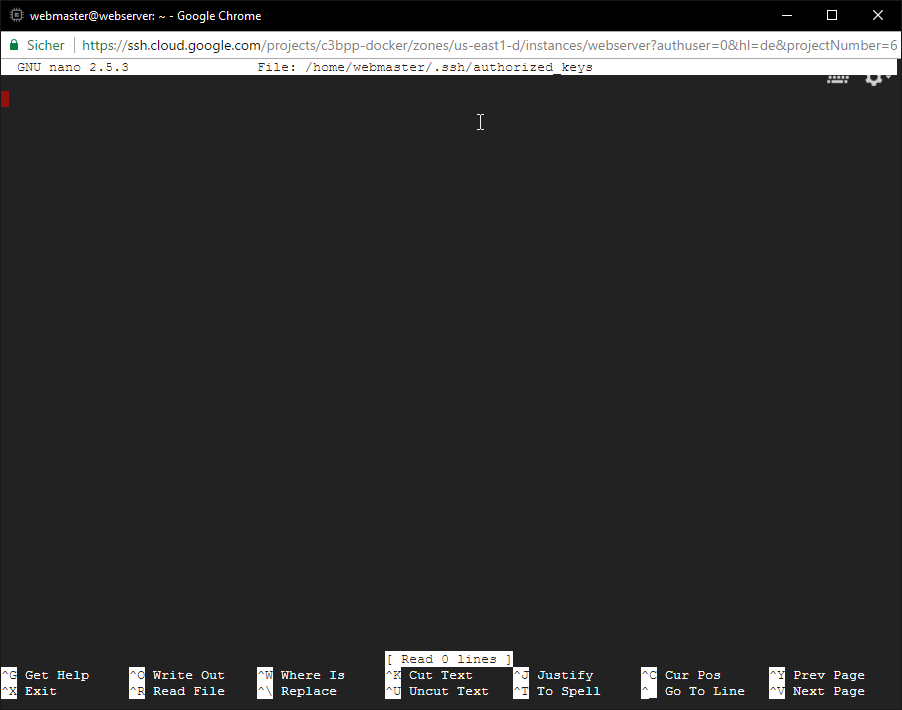 webmaster@webserver: ~ - Google Chrome
Sicher https://ssh.cloud.google.com/projects/c3bpp-docker/zones/us-east1-d/instances/webserver?authuser=0&hl=de&projectNumber=6
GNU nano 2.5.3 File: /home/webmaster/.ssh/authorized_keys
[ Read 0 lines ]
^G Get Help ^O Write Out ^W Where Is ^K Cut Text ^J Justify ^C Cur Pos ^Y Prev Page
^X Exit ^R Read File ^\ Replace ^U Uncut Text ^T To Spell ^_ Go To Line ^V Next Page